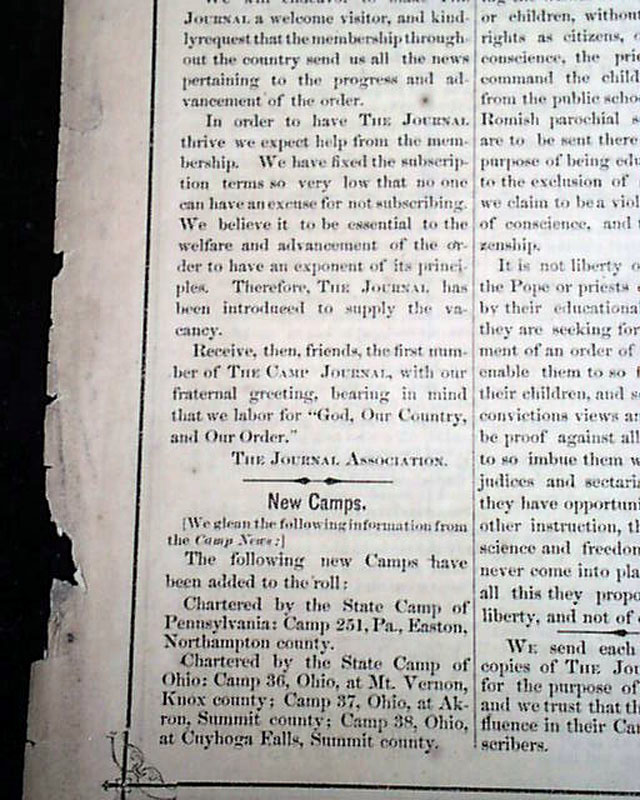 We will endeavor to make THE
JOURNAL a welcome visitor, and kind-
lyrequest that the membership through-
out the country send us all the news
pertaining to the progress and ad-
vancement of the order.
In order to have THE JOURNAL
thrive we expect help from the mem-
bership. We have fixed the subscrip-
tion terms so very low that no one
can have an excuse for not subscribing.
We believe it to be essential to the
welfare and advancement of the or-
der to have an exponent of its princi-
ples. Therefore, THE JOURNAL has
been introduced to supply the va-
cancy.
Receive, then, friends, the first num-
ber of THE CAMP JOURNAL, with our
fraternal greeting, bearing in mind
that we labor for "God, Our Country,
and Our Order."
THE JOURNAL ASSOCIATION.
New Camps.
[We glean the following information from
the Camp News:]
The following new Camps have
been added to the roll:
Chartered by the State Camp of
Pennsylvania: Camp 251, Pa., Easton,
Northampton county.
Chartered by the State Camp of
Ohio: Camp 36, Ohio, at Mt. Vernon,
Knox county; Camp 37, Ohio, at Ak-
ron, Summit county; Camp 38, Ohio,
at Cuyhoga Falls, Summit county.
or children, withou
rights as citizens,
conscience, the prie
command the child
from the public schoo
Romish parochial s
are to be sent there
purpose of being edu
to the exclusion of
we claim to be a viol
of conscience, and
zenship.
It is not liberty o
the Pope or priests
by their educational
they are seeking for
ment of an order of
enable them to so
their children, and s
convictions views an
be proof against all
to so imbue them w
judices and sectaria
they have opportuni
other instruction, th
science and freedom
never come into pla
all this they propo
liberty, and not of
WE send each
copies of THE JOU
for the purpose of
and we trust that th
fluence in their Ca
scribers.